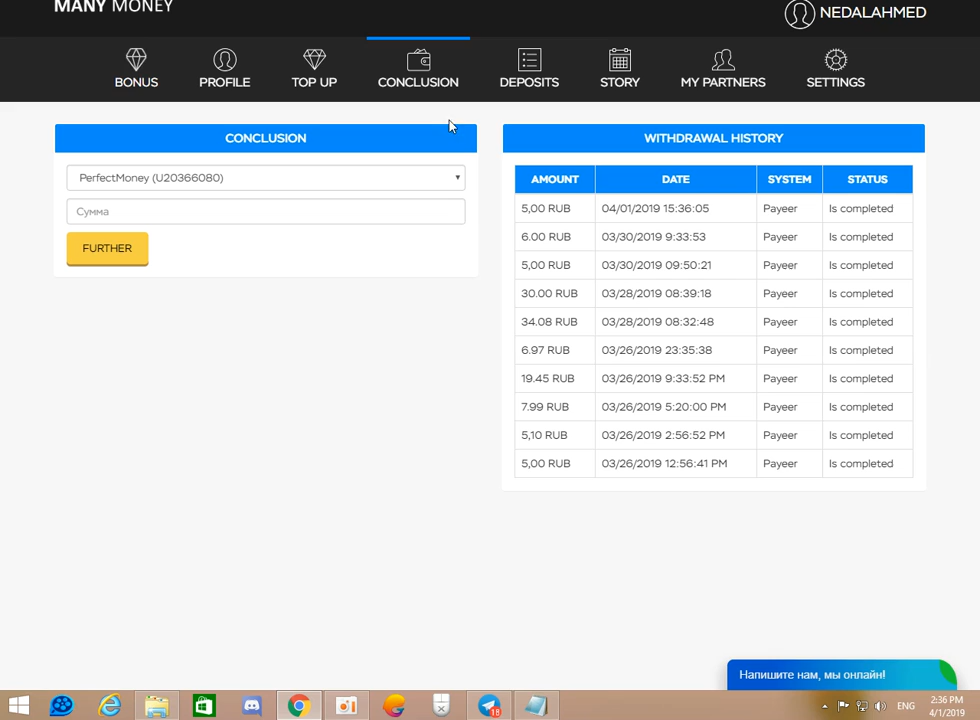 MANY MONEY
NEDALAHMED
BONUS
PROFILE
TOP UP
CONCLUSION
DEPOSITS
STORY
MY PARTNERS
SETTINGS
CONCLUSION
PerfectMoney (U20366080)
Сумма
FURTHER
WITHDRAWAL HISTORY
AMOUNT DATE SYSTEM STATUS
5,00 RUB 04/01/2019 15:36:05 Payeer Is completed
6.00 RUB 03/30/2019 9:33:53 Payeer Is completed
5,00 RUB 03/30/2019 09:50:21 Payeer Is completed
30.00 RUB 03/28/2019 08:39:18 Payeer Is completed
34.08 RUB 03/28/2019 08:32:48 Payeer Is completed
6.97 RUB 03/26/2019 23:35:38 Payeer Is completed
19.45 RUB 03/26/2019 9:33:52 PM Payeer Is completed
7.99 RUB 03/26/2019 5:20:00 PM Payeer Is completed
5,10 RUB 03/26/2019 2:56:52 PM Payeer Is completed
5,00 RUB 03/26/2019 12:56:41 PM Payeer Is completed
Напишите нам, мы онлайн!
18
ENG
2:36 PM
4/1/2019